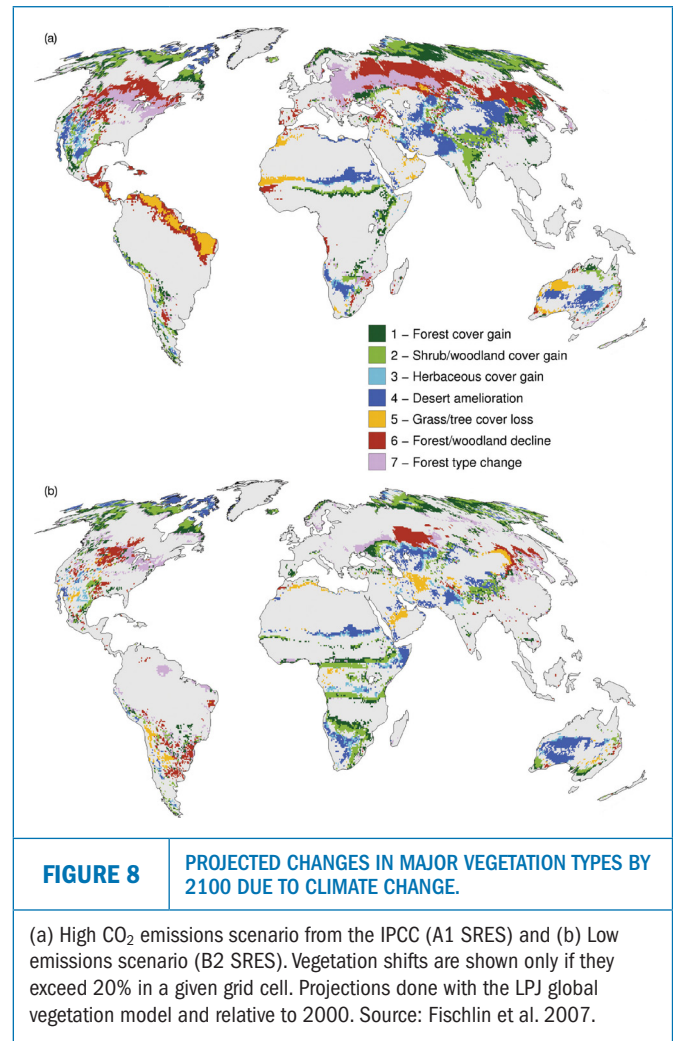 (a)
1 – Forest cover gain
2 – Shrub/woodland cover gain
3 – Herbaceous cover gain
4 – Desert amelioration
5 – Grass/tree cover loss
6 – Forest/woodland decline
7 – Forest type change
(b)
FIGURE 8
PROJECTED CHANGES IN MAJOR VEGETATION TYPES BY
2100 DUE TO CLIMATE CHANGE.
(a) High CO₂ emissions scenario from the IPCC (A1 SRES) and (b) Low
emissions scenario (B2 SRES). Vegetation shifts are shown only if they
exceed 20% in a given grid cell. Projections done with the LPJ global
vegetation model and relative to 2000. Source: Fischlin et al. 2007.